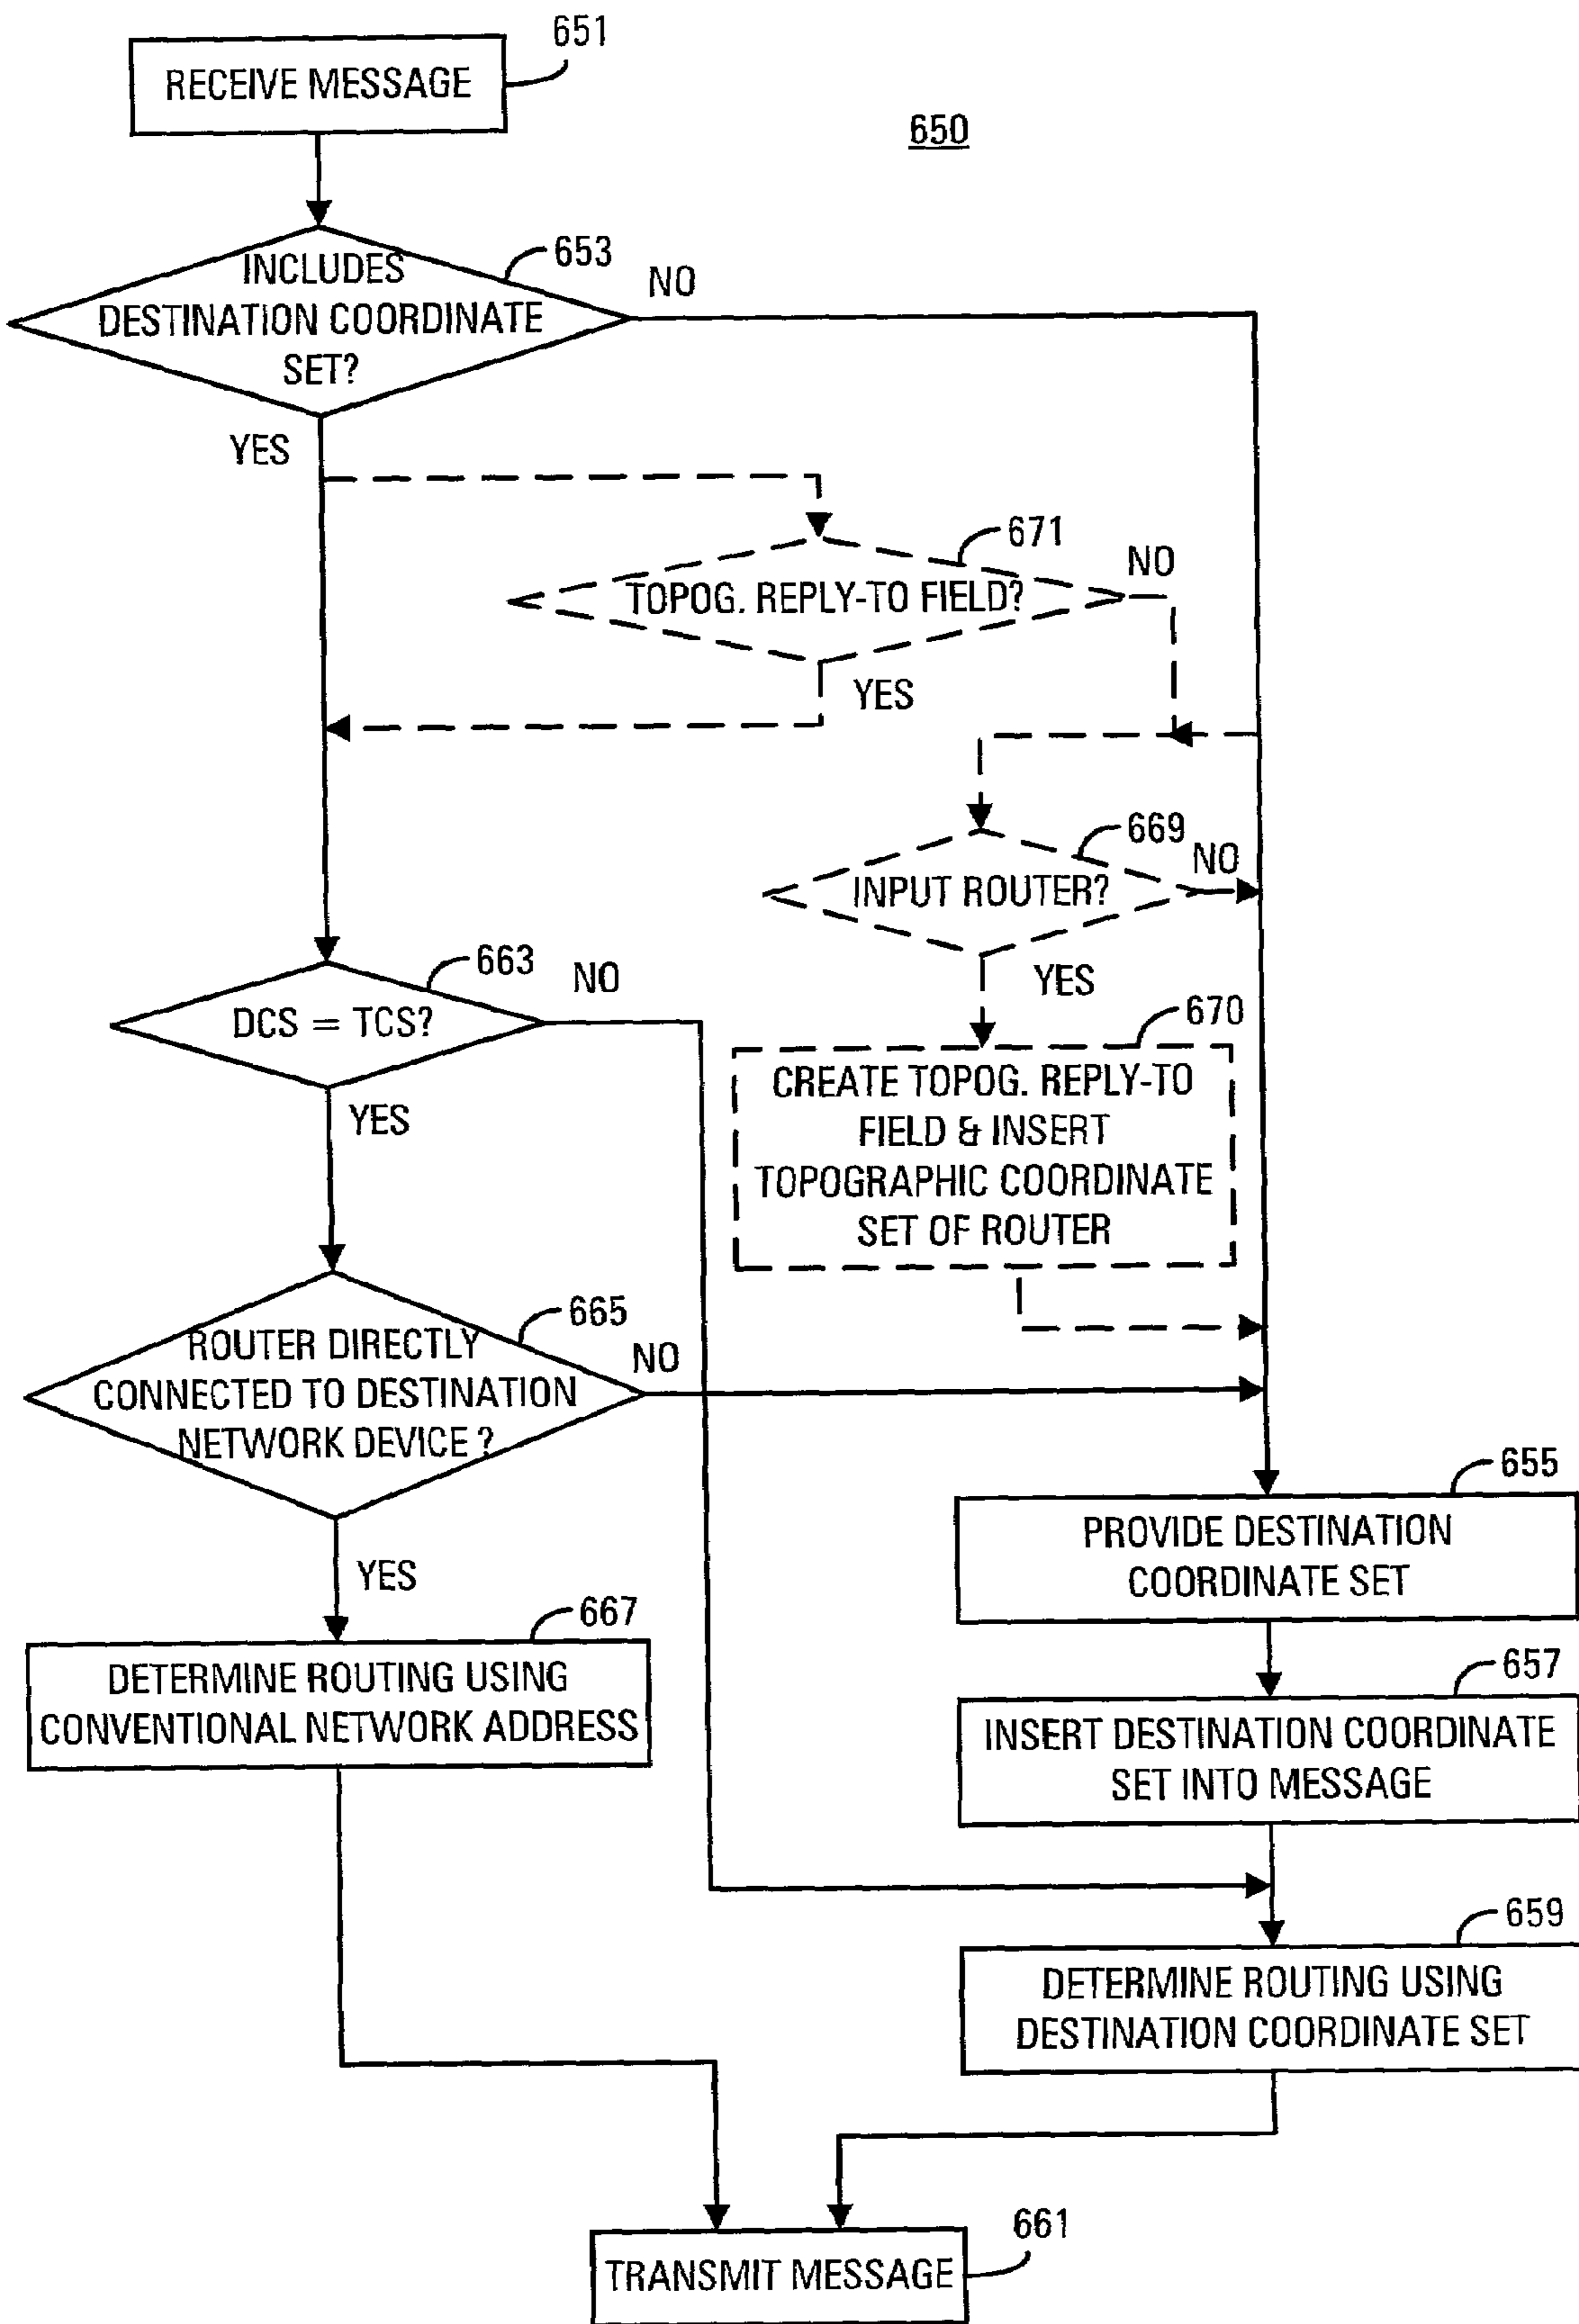 651
RECEIVE MESSAGE
650
653
INCLUDES
DESTINATION COORDINATE
SET?
NO
YES
671
TOPOG. REPLY-TO FIELD?
NO
YES
669
INPUT ROUTER?
NO
YES
663
DCS = TCS?
NO
YES
670
CREATE TOPOG. REPLY-TO
FIELD & INSERT
TOPOGRAPHIC COORDINATE
SET OF ROUTER
665
ROUTER DIRECTLY
CONNECTED TO DESTINATION
NETWORK DEVICE ?
NO
YES
655
PROVIDE DESTINATION
COORDINATE SET
667
DETERMINE ROUTING USING
CONVENTIONAL NETWORK ADDRESS
657
INSERT DESTINATION COORDINATE
SET INTO MESSAGE
659
DETERMINE ROUTING USING
DESTINATION COORDINATE SET
661
TRANSMIT MESSAGE